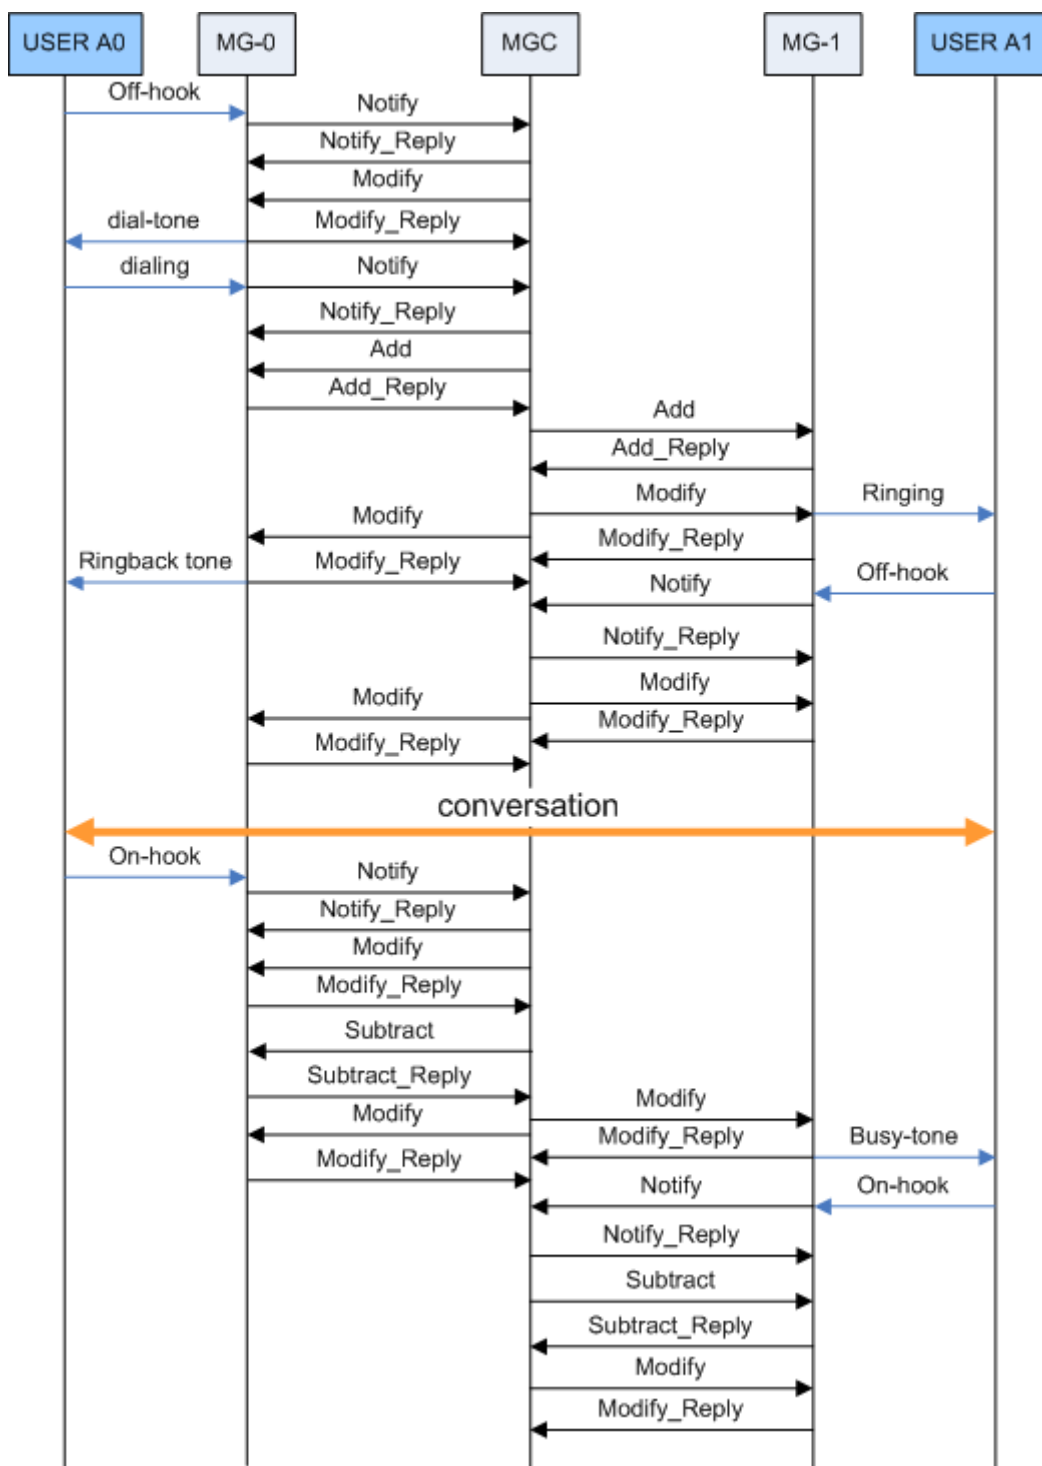 USER A0
MG-0
MGC
MG-1
USER A1
Off-hook
Notify
Notify_Reply
Modify
dial-tone
Modify_Reply
dialing
Notify
Notify_Reply
Add
Add_Reply
Add
Add_Reply
Modify
Ringing
Modify
Modify_Reply
Ringback tone
Modify_Reply
Off-hook
Notify
Notify_Reply
Modify
Modify
Modify_Reply
Modify_Reply
conversation
On-hook
Notify
Notify_Reply
Modify
Modify_Reply
Subtract
Subtract_Reply
Modify
Modify
Modify_Reply
Busy-tone
Modify_Reply
Notify
On-hook
Notify_Reply
Subtract
Subtract_Reply
Modify
Modify_Reply